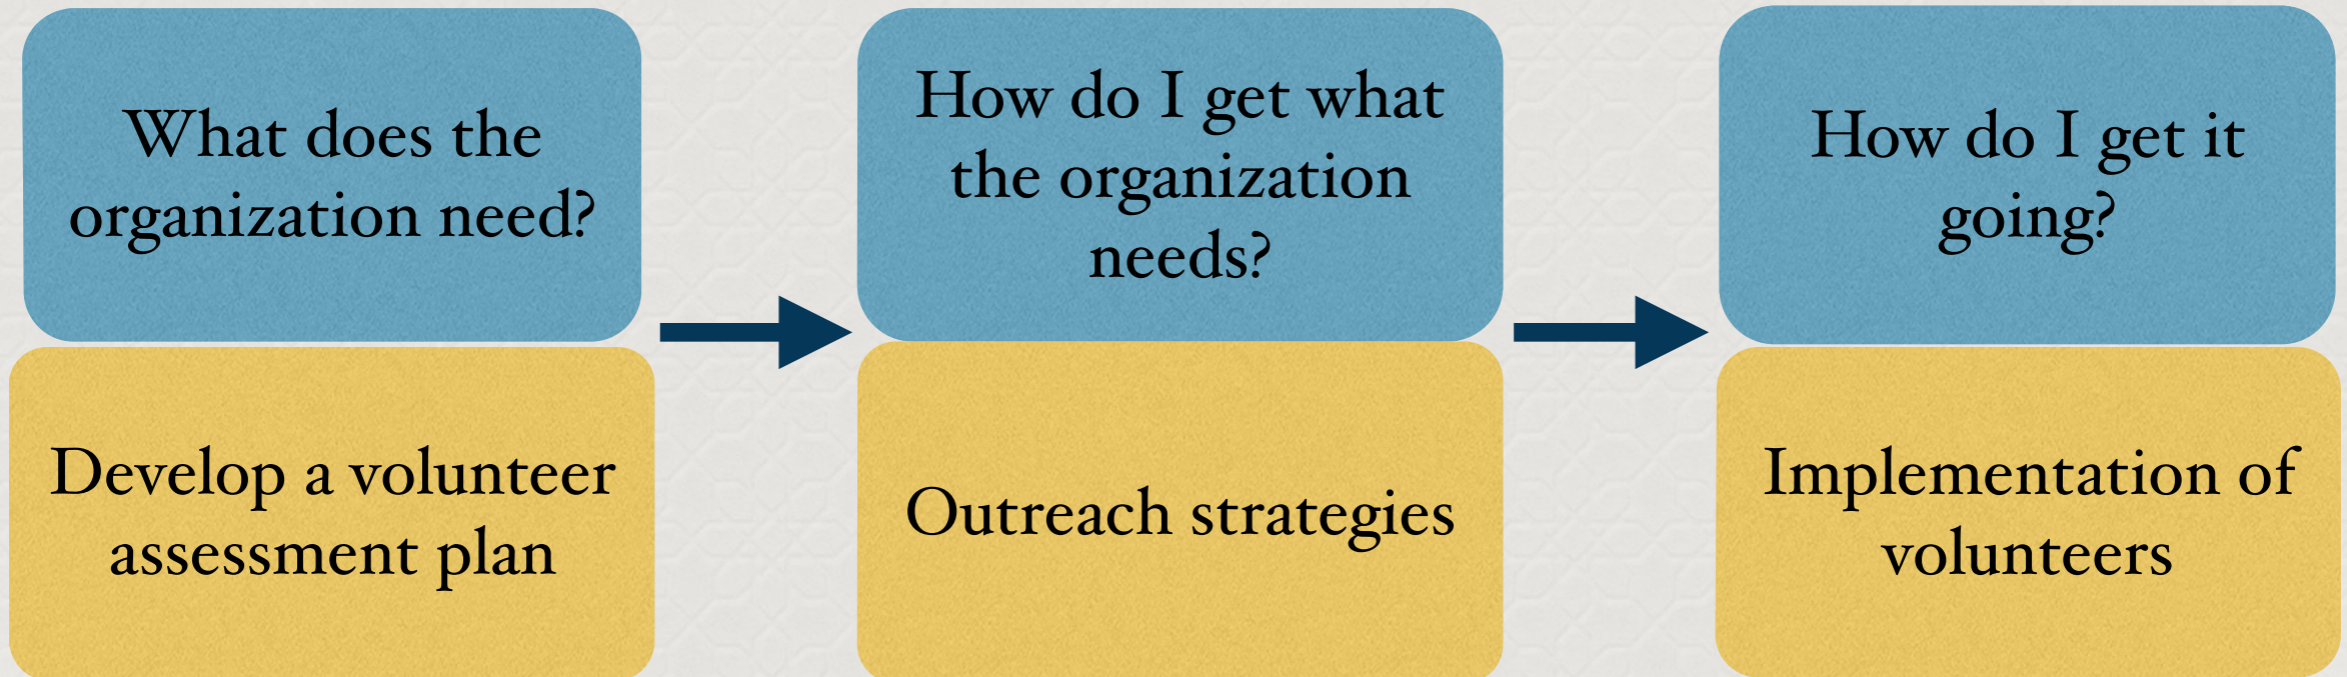 What does the
organization need?
Develop a volunteer
assessment plan
How do I get what
the organization
needs?
Outreach strategies
How do I get it
going?
Implementation of
volunteers